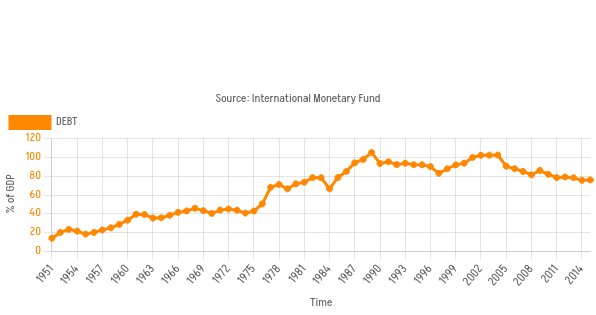 Source: International Monetary Fund
DEBT
120
100
80
60
40
20
0
% of GDP
1951 1954 1957 1960 1963 1966 1969 1972 1975 1978 1981 1984 1987 1990 1993 1996 1999 2002 2005 2008 2011 2014
Time